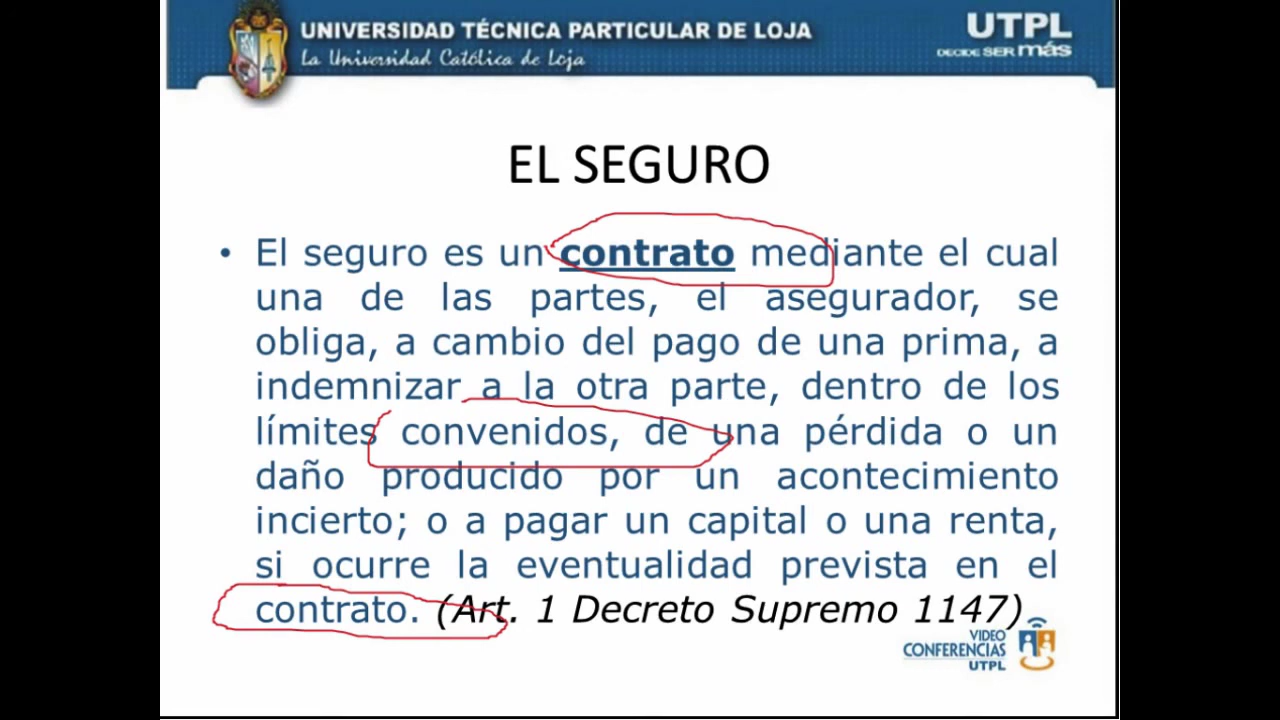 UNIVERSIDAD TÉCNICA PARTICULAR DE LOJA
La Universidad Católica de Loja
UTPL
DECIDE SER más
EL SEGURO
• El seguro es un contrato mediante el cual
una de las partes, el asegurador, se
obliga, a cambio del pago de una prima, a
indemnizar a la otra parte, dentro de los
límites convenidos, de una pérdida o un
daño producido por un acontecimiento
incierto; o a pagar un capital o una renta,
si ocurre la eventualidad prevista en el
contrato. (Art. 1 Decreto Supremo 1147)
VIDEO
CONFERENCIAS
UTPL